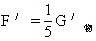 F′ = 1/5 G′物